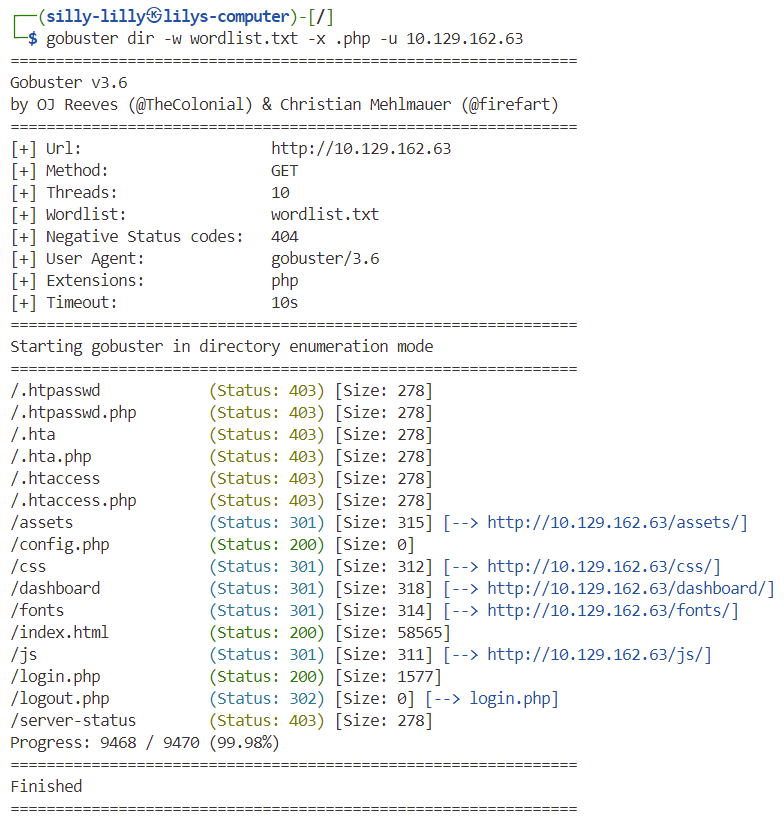 ┌──(silly-lilly㉿lilys-computer)-[/]
└─$ gobuster dir -w wordlist.txt -x .php -u 10.129.162.63
===============================================================
Gobuster v3.6
by OJ Reeves (@TheColonial) & Christian Mehlmauer (@firefart)
===============================================================
[+] Url:                     http://10.129.162.63
[+] Method:                  GET
[+] Threads:                 10
[+] Wordlist:                wordlist.txt
[+] Negative Status codes:   404
[+] User Agent:              gobuster/3.6
[+] Extensions:              php
[+] Timeout:                 10s
===============================================================
Starting gobuster in directory enumeration mode
===============================================================
/.htpasswd            (Status: 403) [Size: 278]
/.htpasswd.php        (Status: 403) [Size: 278]
/.hta                 (Status: 403) [Size: 278]
/.hta.php             (Status: 403) [Size: 278]
/.htaccess            (Status: 403) [Size: 278]
/.htaccess.php        (Status: 403) [Size: 278]
/assets               (Status: 301) [Size: 315] [--> http://10.129.162.63/assets/]
/config.php           (Status: 200) [Size: 0]
/css                  (Status: 301) [Size: 312] [--> http://10.129.162.63/css/]
/dashboard            (Status: 301) [Size: 318] [--> http://10.129.162.63/dashboard/]
/fonts                (Status: 301) [Size: 314] [--> http://10.129.162.63/fonts/]
/index.html           (Status: 200) [Size: 58565]
/js                   (Status: 301) [Size: 311] [--> http://10.129.162.63/js/]
/login.php            (Status: 200) [Size: 1577]
/logout.php           (Status: 302) [Size: 0] [--> login.php]
/server-status        (Status: 403) [Size: 278]
Progress: 9468 / 9470 (99.98%)
===============================================================
Finished
===============================================================